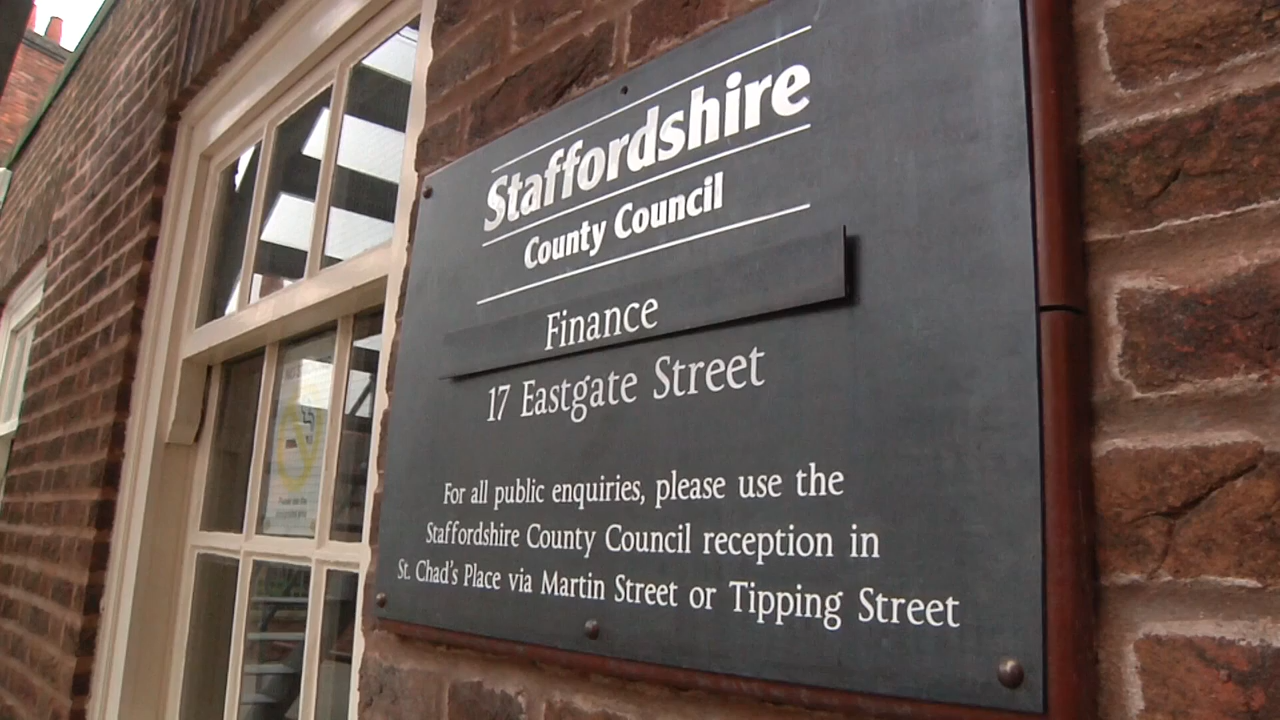 Staffordshire
County Council
Finance
17 Eastgate Street
For all public enquiries, please use the
Staffordshire County Council reception in
St. Chad's Place via Martin Street or Tipping Street